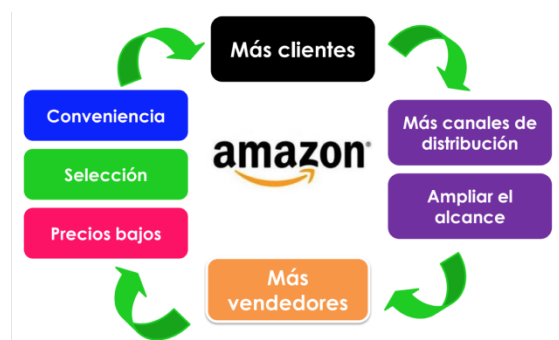 Más clientes
Conveniencia
Selección
Precios bajos
amazon®
Más canales de
distribución
Ampliar el
alcance
Más
vendedores